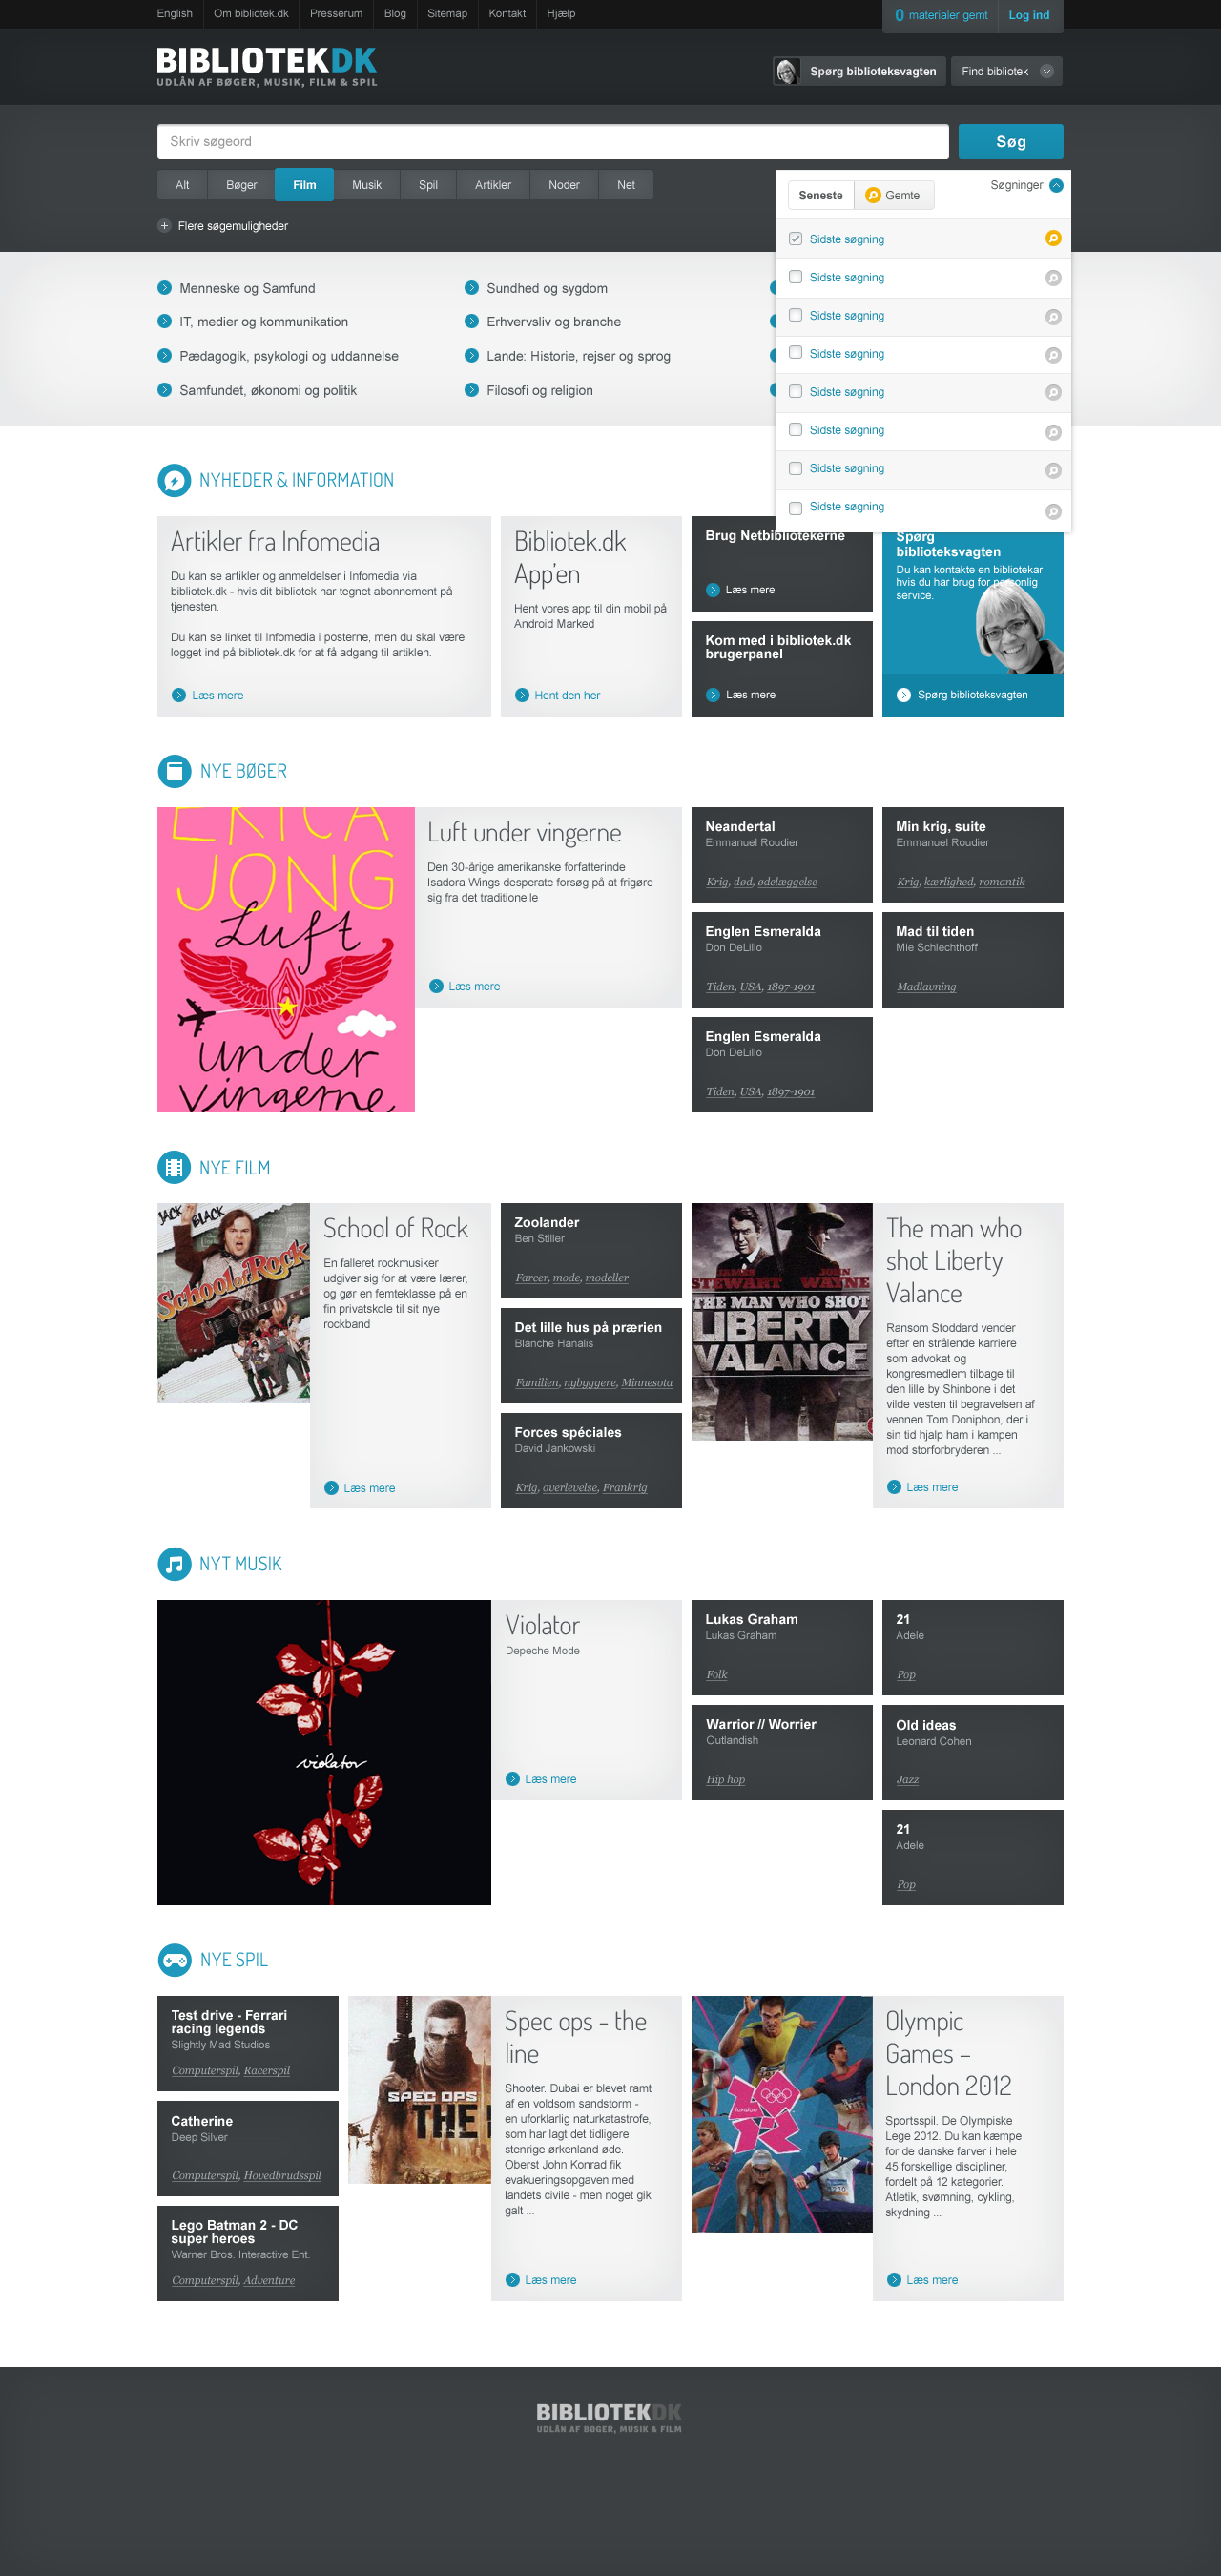 English Om bibliotek.dk Presserum Blog Sitemap Kontakt Hjælp
0 materialer gemt Log ind
BIBLIOTEKDK
UDLÅN AF BØGER, MUSIK, FILM & SPIL
Spørg biblioteksvagten Find bibliotek
Skriv søgeord
Søg
Alt Bøger Film Musik Spil Artikler Noder Net
Flere søgemuligheder
Seneste Gemte Søgninger
Sidste søgning
Sidste søgning
Sidste søgning
Sidste søgning
Sidste søgning
Sidste søgning
Sidste søgning
Sidste søgning
Menneske og Samfund
Sundhed og sygdom
IT, medier og kommunikation
Erhvervsliv og branche
Pædagogik, psykologi og uddannelse
Lande: Historie, rejser og sprog
Samfundet, økonomi og politik
Filosofi og religion
NYHEDER & INFORMATION
Artikler fra Infomedia
Du kan se artikler og anmeldelser i Infomedia via
bibliotek.dk - hvis dit bibliotek har tegnet abonnement på
tjenesten.
Du kan se linket til Infomedia i posterne, men du skal være
logget ind på bibliotek.dk for at få adgang til artiklen.
Læs mere
Bibliotek.dk
App'en
Hent vores app til din mobil på
Android Marked
Hent den her
Brug Netbibliotekerne
Læs mere
Kom med i bibliotek.dk
brugerpanel
Læs mere
Spørg
biblioteksvagten
Du kan kontakte en bibliotekar
hvis du har brug for personlig
service.
Spørg biblioteksvagten
NYE BØGER
ERICA
JONG
Luft
under
vingerne
Luft under vingerne
Den 30-årige amerikanske forfatterinde
Isadora Wings desperate forsøg på at frigøre
sig fra det traditionelle
Læs mere
Neandertal
Emmanuel Roudier
Krig, død, ødelæggelse
Min krig, suite
Emmanuel Roudier
Krig, kærlighed, romantik
Englen Esmeralda
Don DeLillo
Tiden, USA, 1897-1901
Mad til tiden
Mie Schlechthoff
Madlavning
Englen Esmeralda
Don DeLillo
Tiden, USA, 1897-1901
NYE FILM
JACK BLACK
School of Rock
School of Rock
En falleret rockmusiker
udgiver sig for at være lærer,
og gør en femteklasse på en
fin privatskole til sit nye
rockband
Læs mere
Zoolander
Ben Stiller
Farcer, mode, modeller
Det lille hus på prærien
Blanche Hanalis
Familien, nybyggere, Minnesota
Forces spéciales
David Jankowski
Krig, overlevelse, Frankrig
STEWART WAYNE
THE MAN WHO SHOT
LIBERTY
VALANCE
The man who
shot Liberty
Valance
Ransom Stoddard vender
efter en strålende karriere
som advokat og
kongresmedlem tilbage til
den lille by Shinbone i det
vilde vesten til begravelsen af
vennen Tom Doniphon, der i
sin tid hjalp ham i kampen
mod storforbryderen ...
Læs mere
NYT MUSIK
violator
Violator
Depeche Mode
Læs mere
Lukas Graham
Lukas Graham
Folk
21
Adele
Pop
Warrior // Worrier
Outlandish
Hip hop
Old ideas
Leonard Cohen
Jazz
21
Adele
Pop
NYE SPIL
Test drive - Ferrari
racing legends
Slightly Mad Studios
Computerspil, Racerspil
Catherine
Deep Silver
Computerspil, Hovedbrudsspil
Lego Batman 2 - DC
super heroes
Warner Bros. Interactive Ent.
Computerspil, Adventure
SPEC OPS
THE
Spec ops - the
line
Shooter. Dubai er blevet ramt
af en voldsom sandstorm -
en uforklarlig naturkatastrofe,
som har lagt det tidligere
stenrige ørkenland øde.
Oberst John Konrad fik
evakueringsopgaven med
landets civile - men noget gik
galt ...
Læs mere
london
Olympic
Games –
London 2012
Sportsspil. De Olympiske
Lege 2012. Du kan kæmpe
for de danske farver i hele
45 forskellige discipliner,
fordelt på 12 kategorier.
Atletik, svømning, cykling,
skydning ...
Læs mere
BIBLIOTEKDK
UDLÅN AF BØGER, MUSIK & FILM